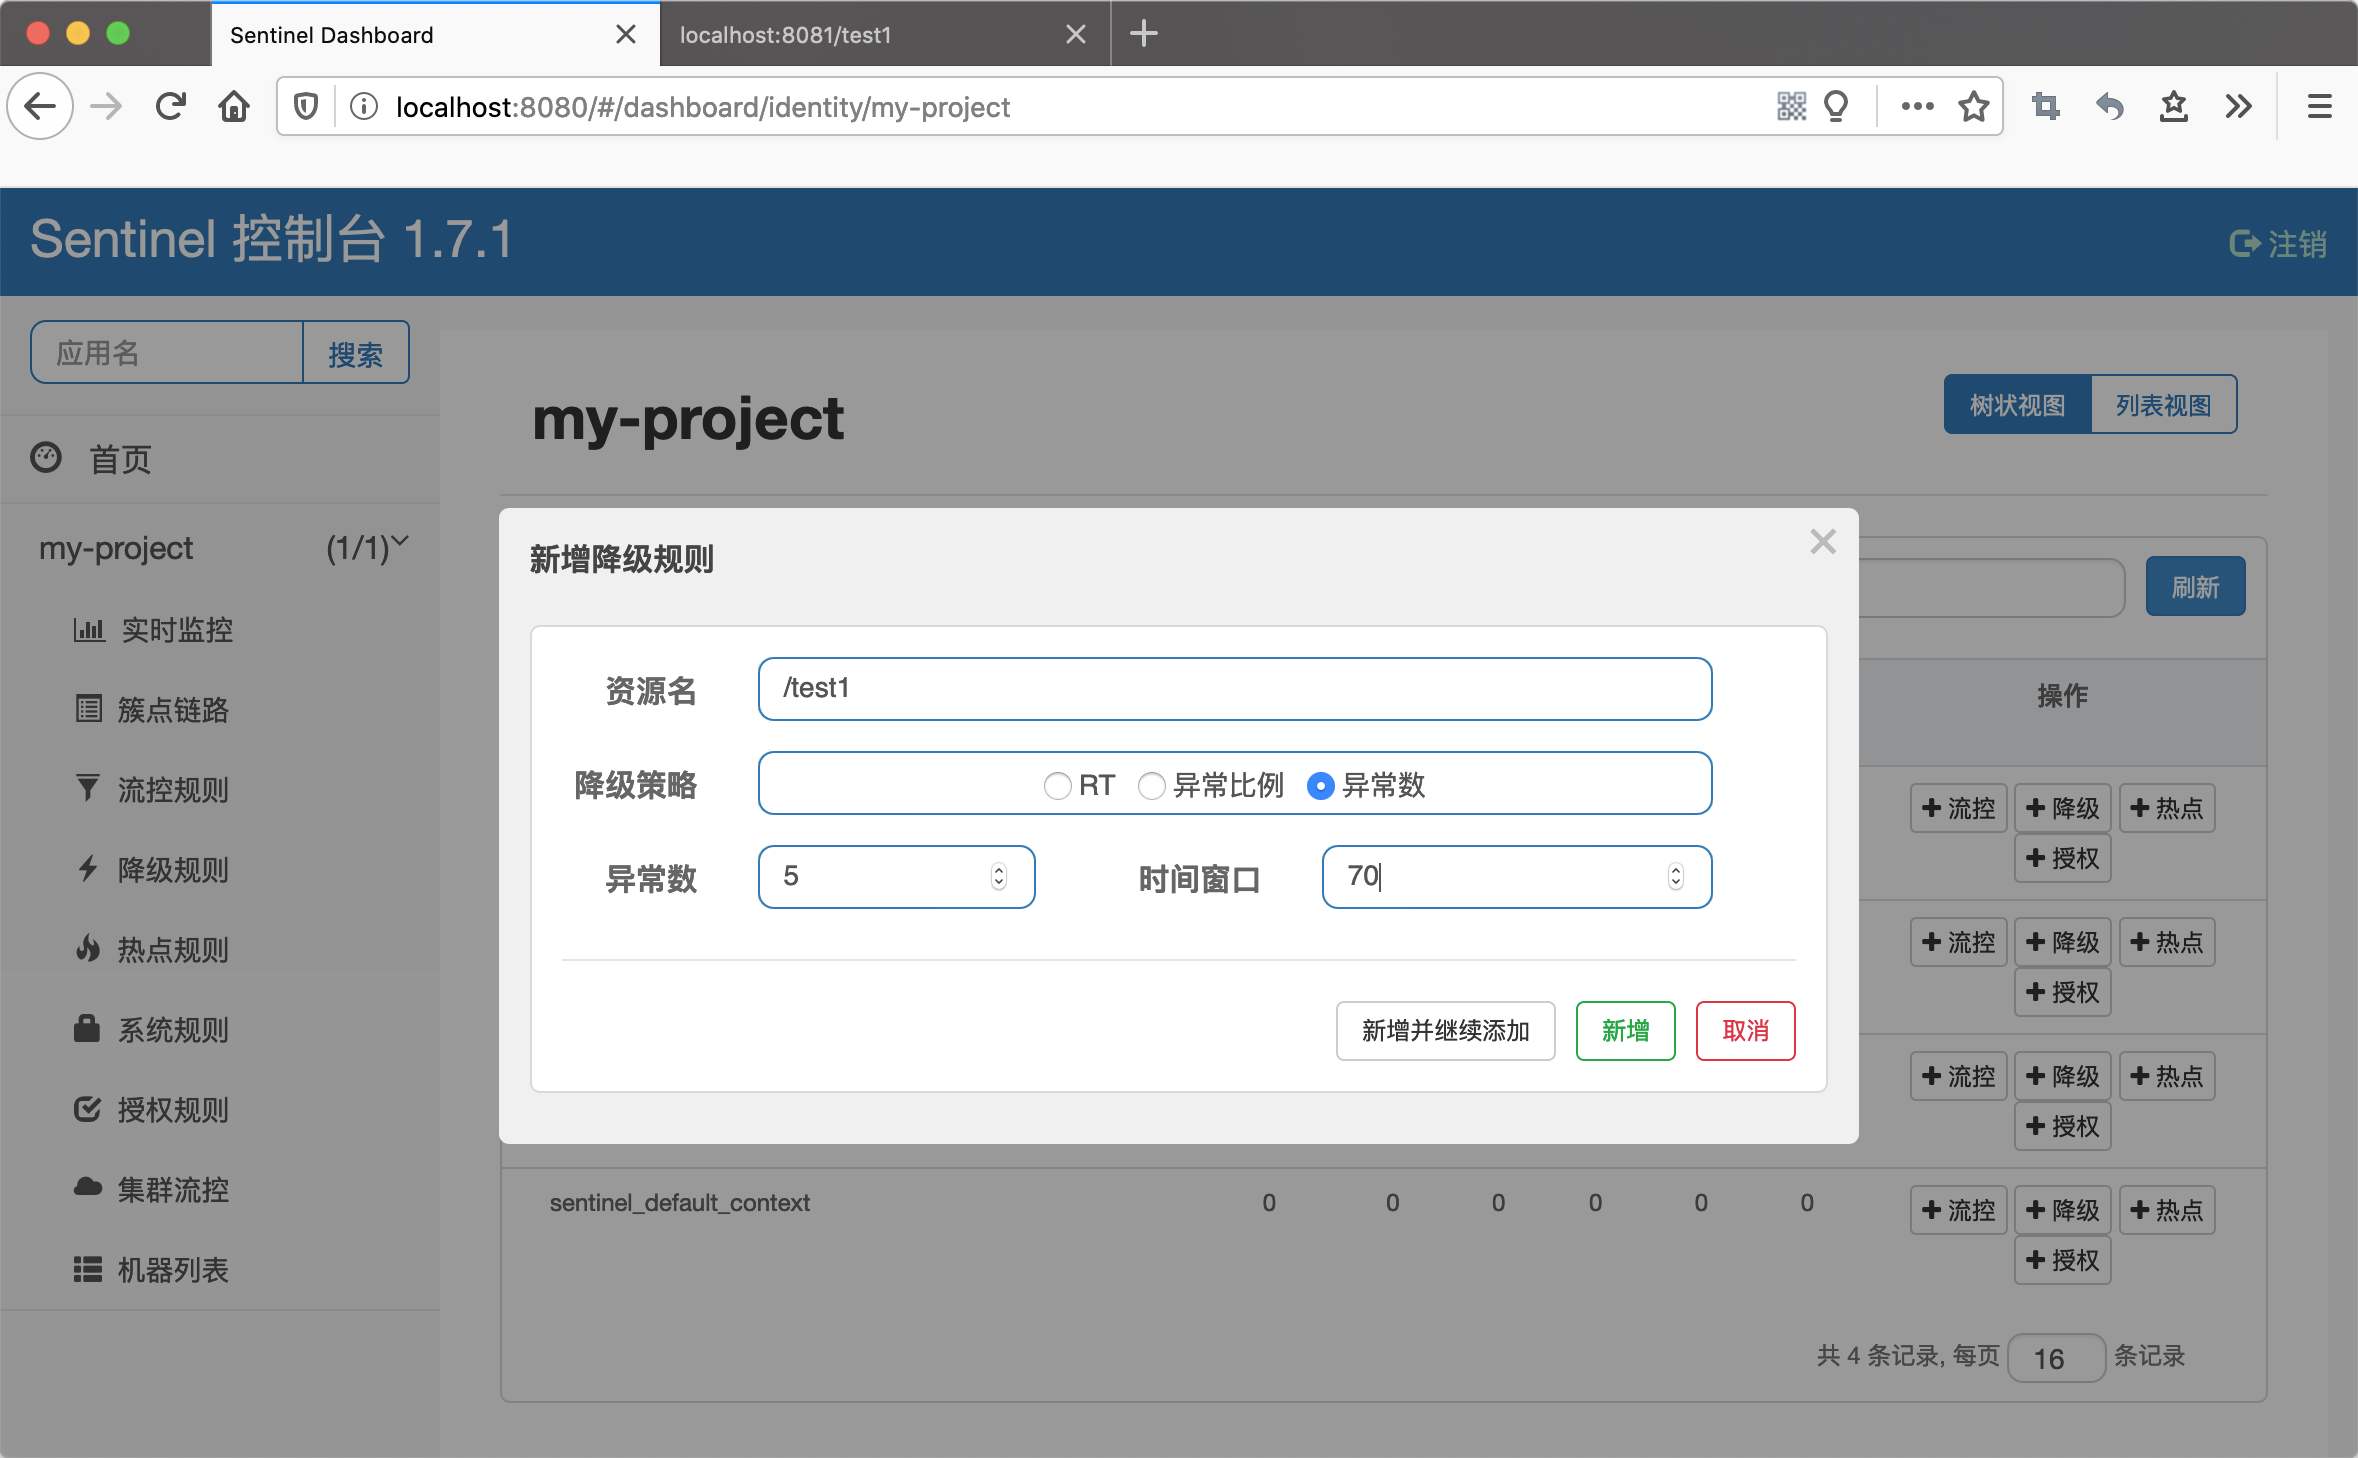 Sentinel Dashboard
localhost:8081/test1
localhost:8080/#/dashboard/identity/my-project
Sentinel 控制台 1.7.1
注销
应用名
搜索
首页
my-project (1/1)
实时监控
簇点链路
流控规则
降级规则
热点规则
系统规则
授权规则
集群流控
机器列表
my-project
树状视图
列表视图
刷新
操作
新增降级规则
资源名 /test1
降级策略 RT 异常比例 异常数
异常数 5 时间窗口 70
新增并继续添加 新增 取消
流控 降级 热点
授权
流控 降级 热点
授权
流控 降级 热点
授权
sentinel_default_context 0 0 0 0 0 0 流控 降级 热点
授权
共 4 条记录, 每页 16 条记录